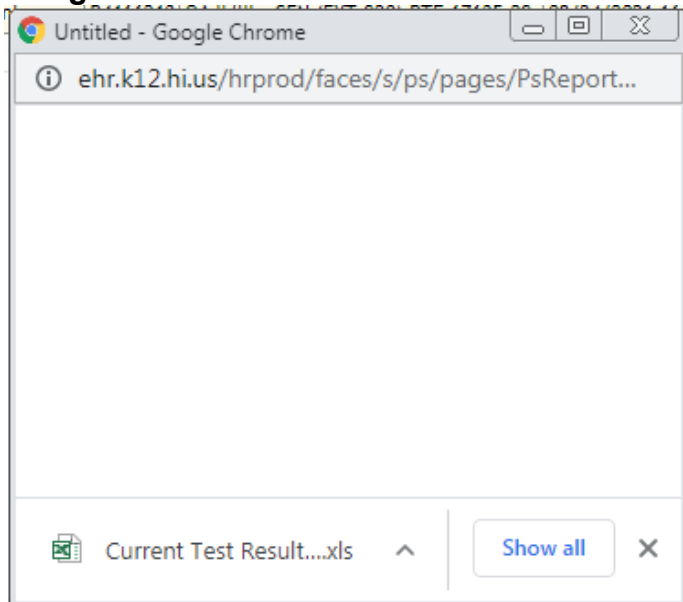 Untitled - Google Chrome
ehr.k12.hi.us/hrprod/faces/s/ps/pages/PsReport...
Current Test Result....xls
Show all